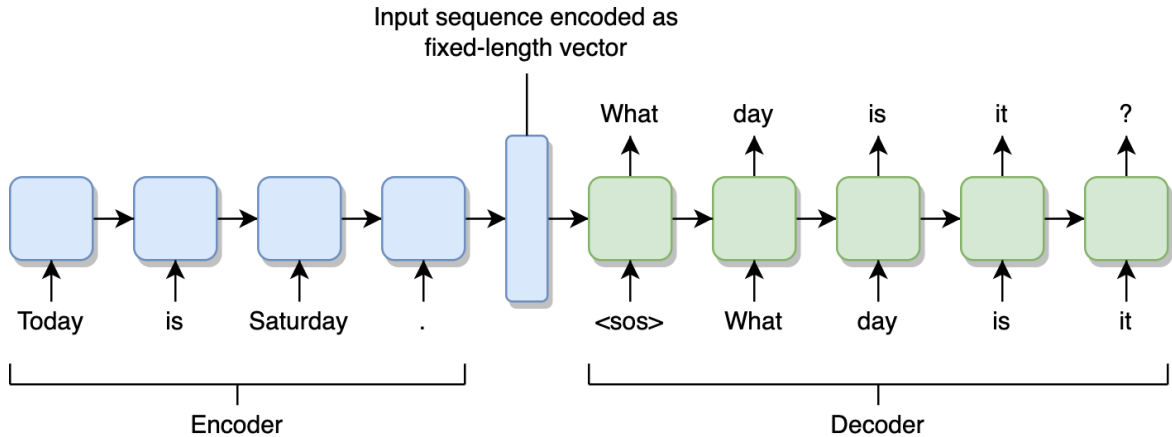 Input sequence encoded as
fixed-length vector
What day is it ?
Today is Saturday . <sos> What day is it
Encoder Decoder